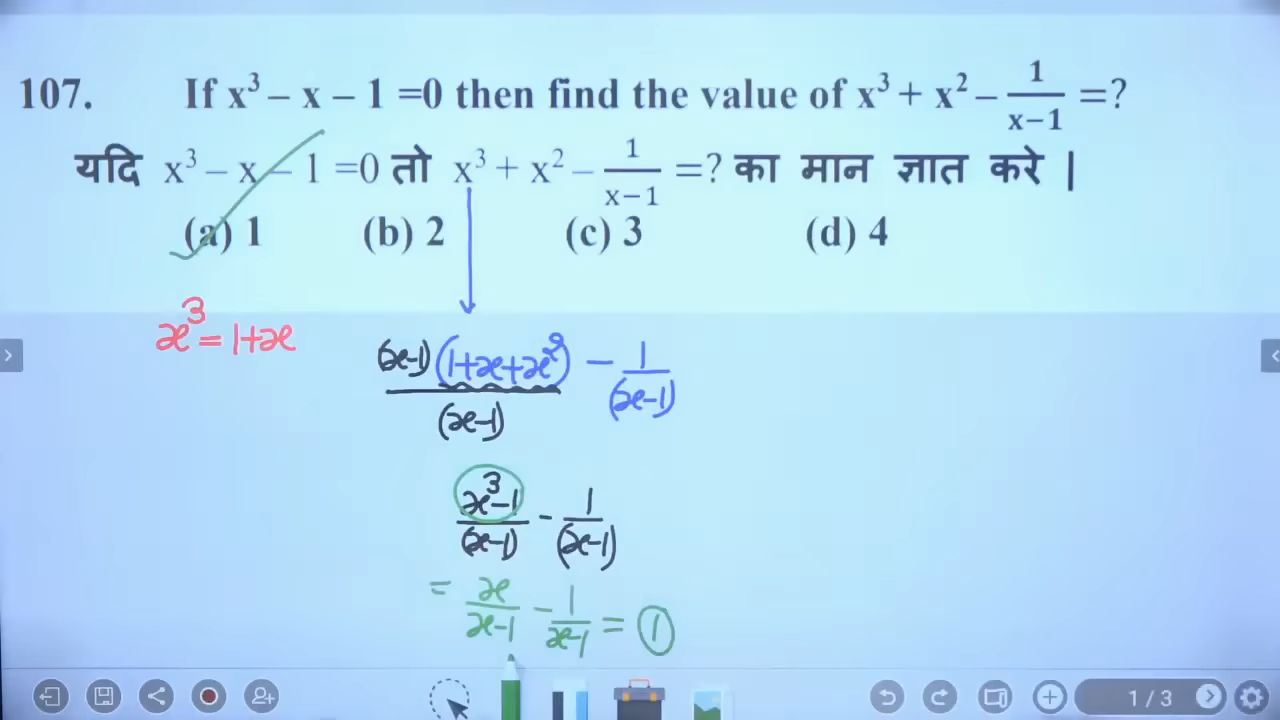 107. If x³ – x – 1 =0 then find the value of x³ + x² – 1/(x–1) =?
यदि x³ – x – 1 =0 तो x³ + x² – 1/(x–1) =? का मान ज्ञात करे |
(a) 1 (b) 2 (c) 3 (d) 4
x³ = 1+x
(x-1)(1+x+x²)/(x-1) – 1/(x-1)
x³-1/(x-1) - 1/(x-1)
= x/x-1 - 1/x-1 = 1
1 / 3